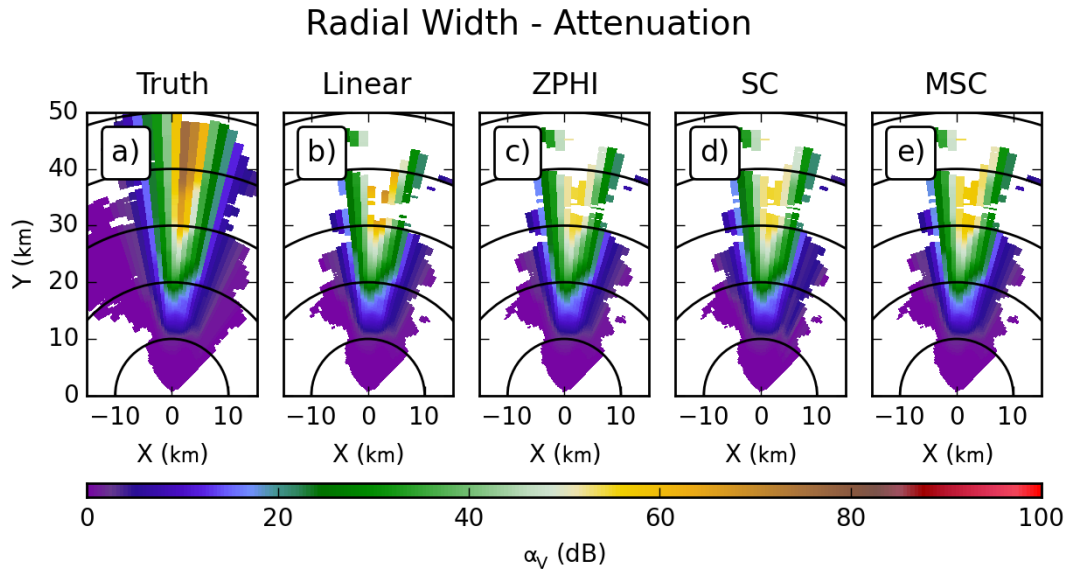 Radial Width - Attenuation
Truth Linear ZPHI SC MSC
a) b) c) d) e)
50
40
30
20
10
0
Y (km)
−10 0 10 −10 0 10 −10 0 10 −10 0 10 −10 0 10
X (km) X (km) X (km) X (km) X (km)
0 20 40 60 80 100
αV (dB)